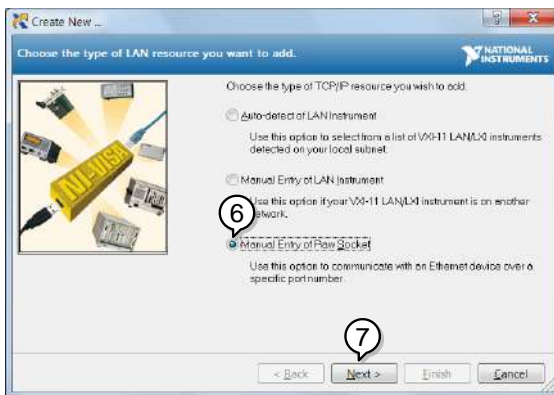 Create New ...
Choose the type of LAN resource you want to add.
NATIONAL
INSTRUMENTS
Choose the type of TCP/IP resource you wish to add:
Auto-detect of LAN Instrument
Use this option to select from a list of VXI-11 LAN/LXI instruments
detected on your local subnet.
Manual Entry of LAN Instrument
Use this option if your VXI-11 LAN/LXI instrument is on another
network.
6
Manual Entry of Raw Socket
Use this option to communicate with an Ethernet device over a
specific port number.
NI-VISA
7
< Back
Next >
Finish
Cancel